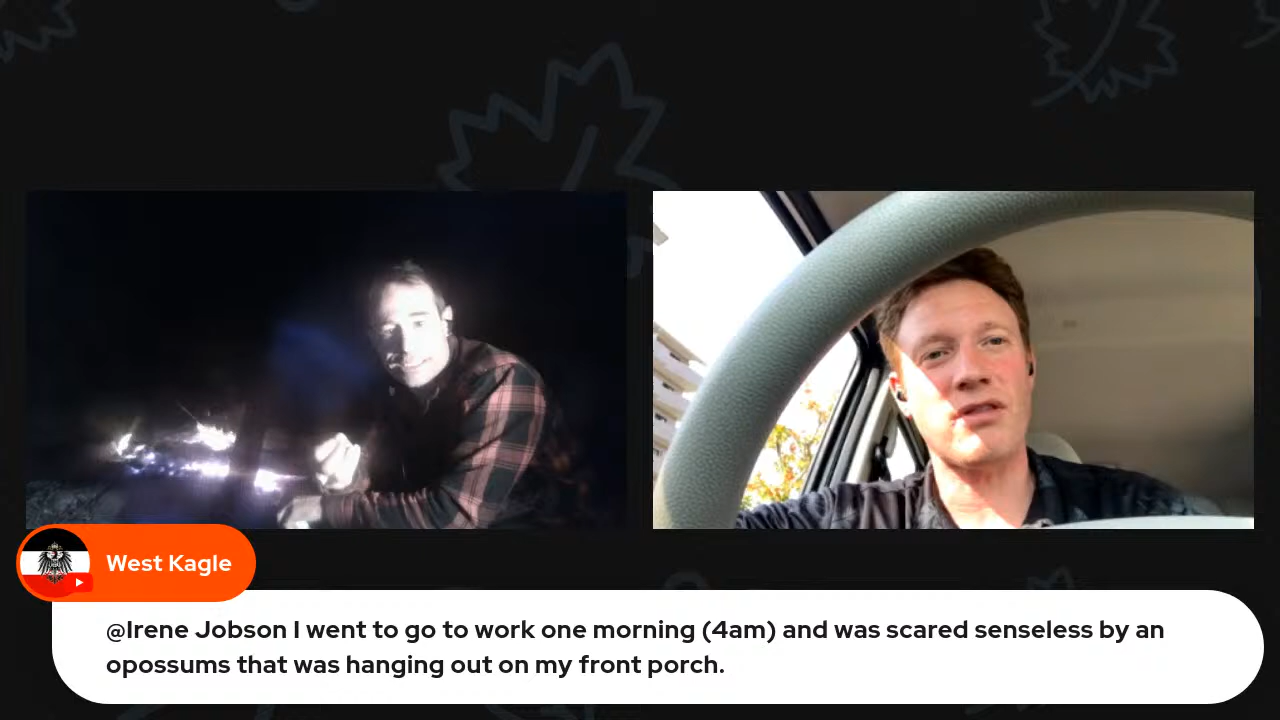 West Kagle
@Irene Jobson I went to go to work one morning (4am) and was scared senseless by an
opossums that was hanging out on my front porch.